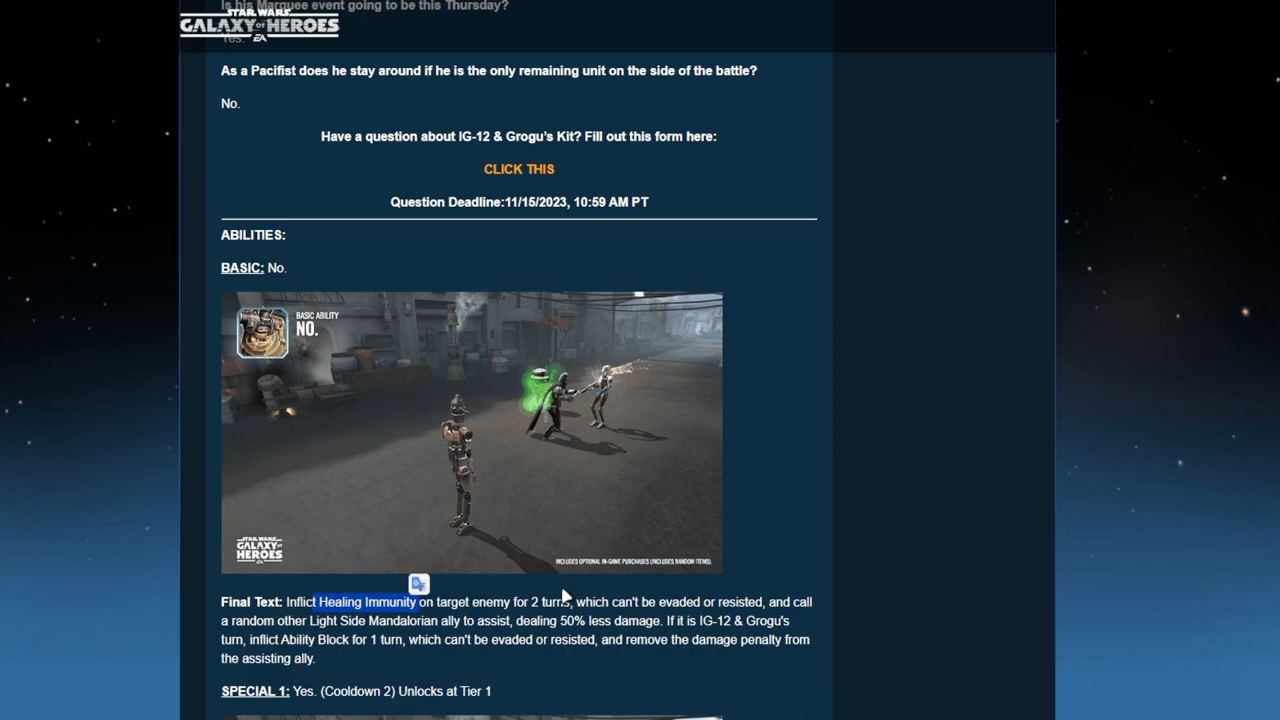 Is his Marquee event going to be this Thursday?
STAR WARS
GALAXY OF HEROES
EA
Yes.
As a Pacifist does he stay around if he is the only remaining unit on the side of the battle?
No.
Have a question about IG-12 & Grogu's Kit? Fill out this form here:
CLICK THIS
Question Deadline:11/15/2023, 10:59 AM PT
ABILITIES:
BASIC: No.
BASIC ABILITY
NO.
STAR WARS
GALAXY OF HEROES
EA
INCLUDES OPTIONAL IN-GAME PURCHASES (INCLUDES RANDOM ITEMS).
Final Text: Inflict Healing Immunity on target enemy for 2 turns, which can't be evaded or resisted, and call
a random other Light Side Mandalorian ally to assist, dealing 50% less damage. If it is IG-12 & Grogu's
turn, inflict Ability Block for 1 turn, which can't be evaded or resisted, and remove the damage penalty from
the assisting ally.
SPECIAL 1: Yes. (Cooldown 2) Unlocks at Tier 1